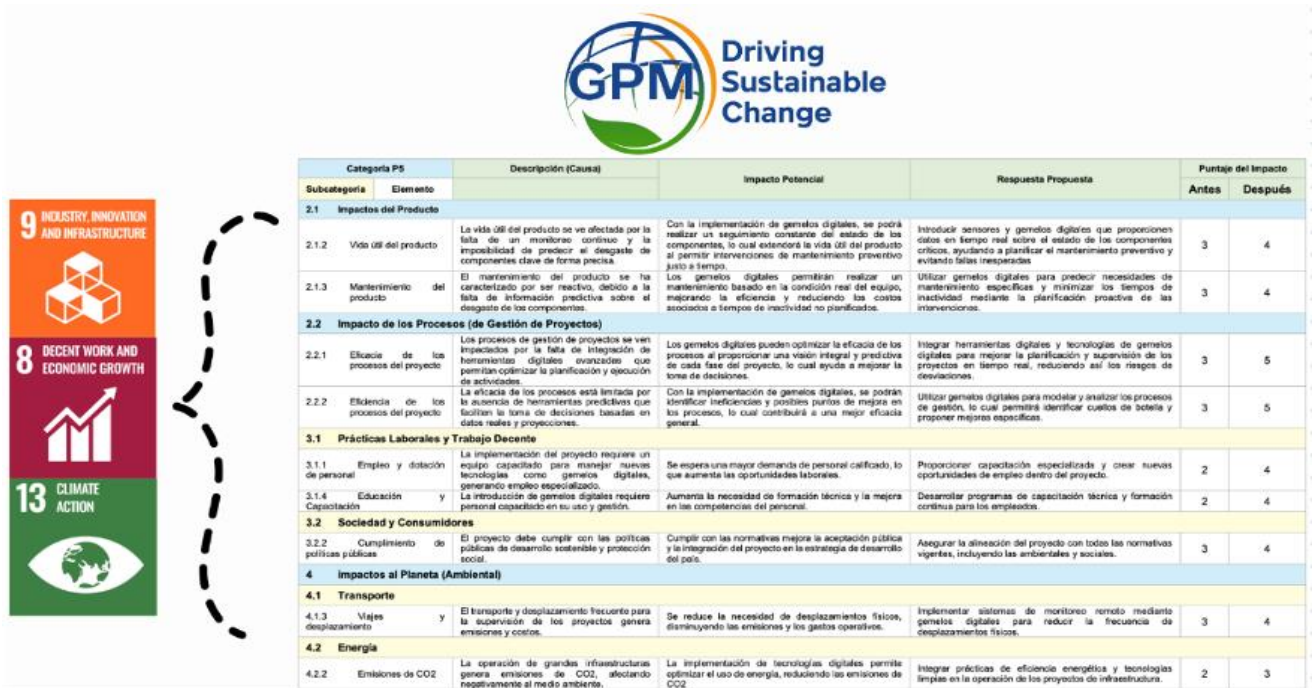 GPM
Driving
Sustainable
Change
9 INDUSTRY, INNOVATION
AND INFRASTRUCTURE
8 DECENT WORK AND
ECONOMIC GROWTH
13 CLIMATE
ACTION
Categoría P5
Descripción (Causa)
Impacto Potencial
Respuesta Propuesta
Puntaje del Impacto
Subcategoría Elemento
Antes Después
2.1 Impactos del Producto
2.1.2 Vida útil del producto
La vida útil del producto se ve afectada por la
falta de un monitoreo continuo y la
imposibilidad de predecir el desgaste de
componentes clave de forma precisa.
Con la implementación de gemelos digitales, se podrá
realizar un seguimiento constante del estado de los
componentes, lo cual extenderá la vida útil del producto
al permitir intervenciones de mantenimiento preventivo
justo a tiempo.
Introducir sensores y gemelos digitales que proporcionen
datos en tiempo real sobre el estado de los componentes
críticos, ayudando a planificar el mantenimiento preventivo y
evitando fallas inesperadas
3 4
2.1.3 Mantenimiento del
producto
El mantenimiento del producto se ha
caracterizado por ser reactivo, debido a la
falta de información predictiva sobre el
desgaste de los componentes.
Los gemelos digitales permitirán realizar un
mantenimiento basado en la condición real del equipo,
mejorando la eficiencia y reduciendo los costos
asociados a tiempos de inactividad no planificados.
Utilizar gemelos digitales para predecir necesidades de
mantenimiento específicas y minimizar los tiempos de
inactividad mediante la planificación proactiva de las
intervenciones.
3 4
2.2 Impacto de los Procesos (de Gestión de Proyectos)
2.2.1 Eficacia de los
procesos del proyecto
Los procesos de gestión de proyectos se ven
impactados por la falta de integración de
herramientas digitales avanzadas que
permitan optimizar la planificación y ejecución
de actividades.
Los gemelos digitales pueden optimizar la eficacia de los
procesos al proporcionar una visión integral y predictiva
de cada fase del proyecto, lo cual ayuda a mejorar la
toma de decisiones.
Integrar herramientas digitales y tecnologías de gemelos
digitales para mejorar la planificación y supervisión de los
proyectos en tiempo real, reduciendo así los riesgos de
desviaciones.
3 5
2.2.2 Eficiencia de los
procesos del proyecto
La eficacia de los procesos está limitada por
la ausencia de herramientas predictivas que
faciliten la toma de decisiones basadas en
datos reales y proyecciones.
Con la implementación de gemelos digitales, se podrán
identificar ineficiencias y posibles puntos de mejora en
los procesos, lo cual contribuirá a una mejor eficacia
general.
Utilizar gemelos digitales para modelar y analizar los procesos
de gestión, lo cual permitirá identificar cuellos de botella y
proponer mejoras específicas.
3 5
3.1 Prácticas Laborales y Trabajo Decente
3.1.1 Empleo y dotación
de personal
La implementación del proyecto requiere un
equipo capacitado para manejar nuevas
tecnologías como gemelos digitales,
generando empleo especializado.
Se espera una mayor demanda de personal calificado, lo
que aumenta las oportunidades laborales.
Proporcionar capacitación especializada y crear nuevas
oportunidades de empleo dentro del proyecto.
2 4
3.1.4 Educación y
Capacitación
La introducción de gemelos digitales requiere
personal capacitado en su uso y gestión.
Aumenta la necesidad de formación técnica y la mejora
en las competencias del personal.
Desarrollar programas de capacitación técnica y formación
continua para los empleados.
2 4
3.2 Sociedad y Consumidores
3.2.2 Cumplimiento de
políticas públicas
El proyecto debe cumplir con las políticas
públicas de desarrollo sostenible y protección
social.
Cumplir con las normativas mejora la aceptación pública
y la integración del proyecto en la estrategia de desarrollo
del país.
Asegurar la alineación del proyecto con todas las normativas
vigentes, incluyendo las ambientales y sociales.
3 4
4 Impactos al Planeta (Ambiental)
4.1 Transporte
4.1.3 Viajes y
desplazamiento
El transporte y desplazamiento frecuente para
la supervisión de los proyectos genera
emisiones y costos.
Se reduce la necesidad de desplazamientos físicos,
disminuyendo las emisiones y los gastos operativos.
Implementar sistemas de monitoreo remoto mediante
gemelos digitales para reducir la frecuencia de
desplazamientos físicos.
3 4
4.2 Energía
4.2.2 Emisiones de CO2
La operación de grandes infraestructuras
genera emisiones de CO2, afectando
negativamente al medio ambiente.
La implementación de tecnologías digitales permite
optimizar el uso de energía, reduciendo las emisiones de
CO2
Integrar prácticas de eficiencia energética y tecnologías
limpias en la operación de los proyectos de infraestructura.
2 3